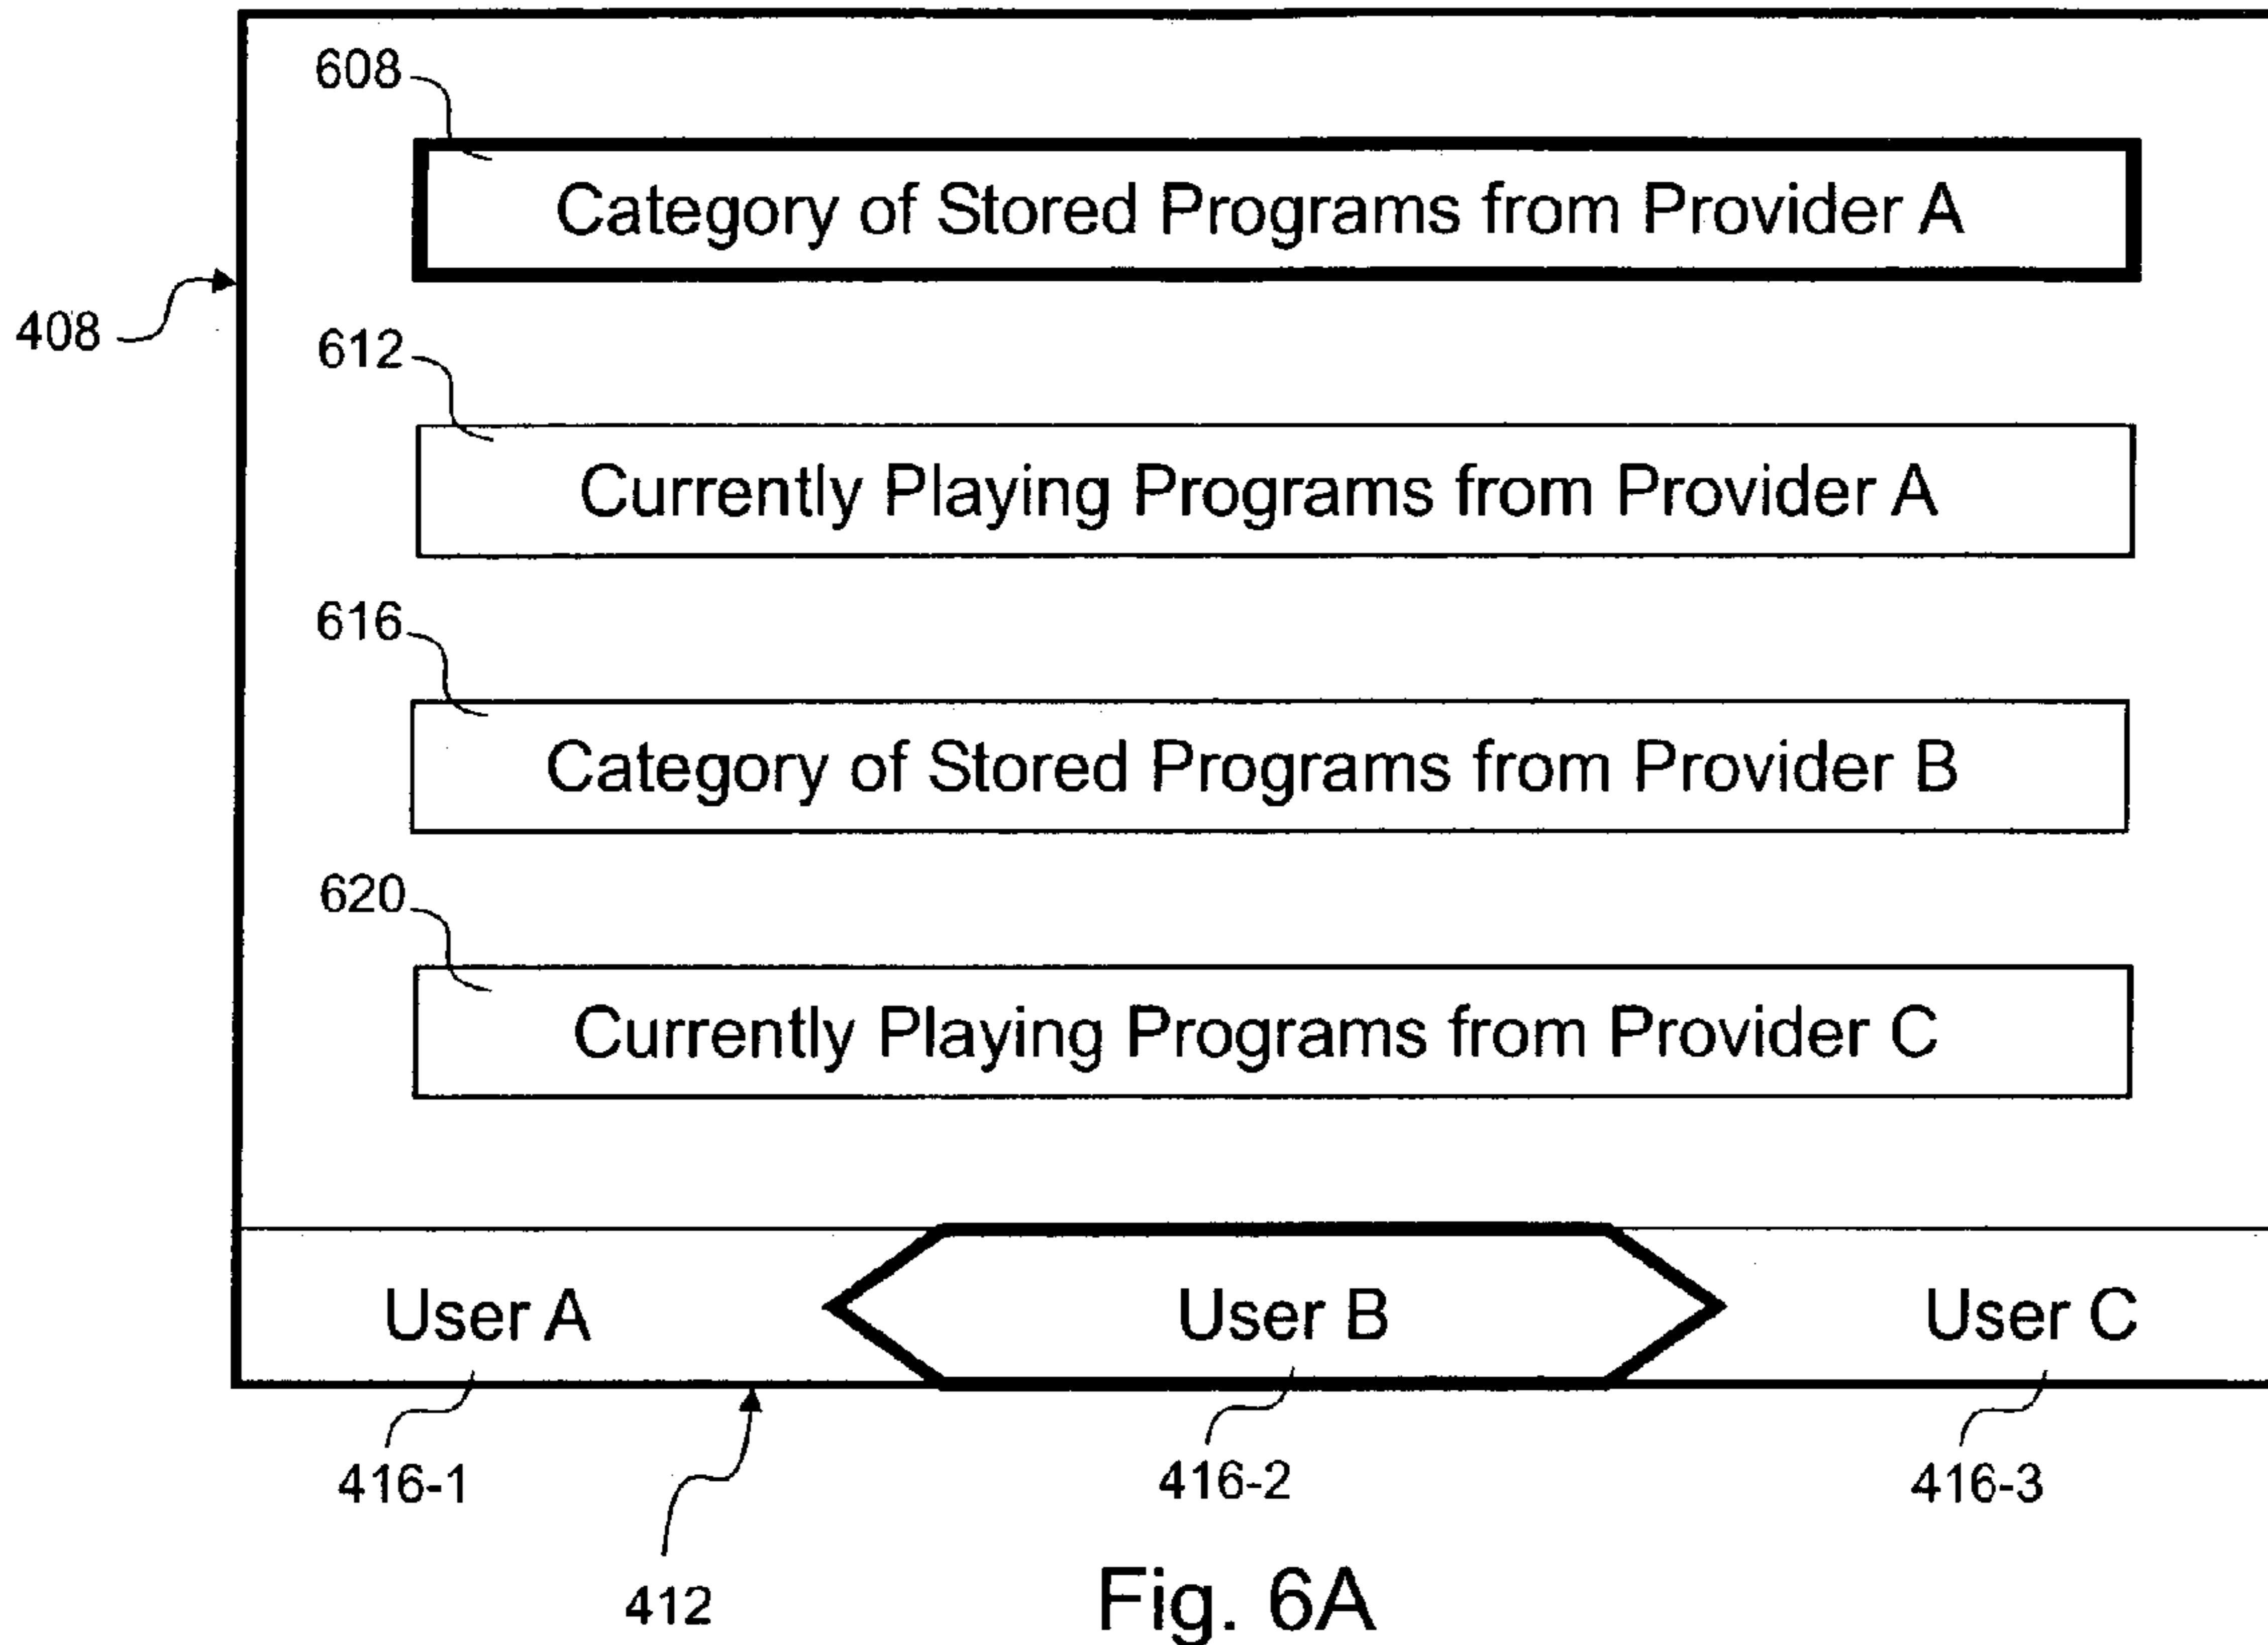 608
Category of Stored Programs from Provider A
408
612
Currently Playing Programs from Provider A
616
Category of Stored Programs from Provider B
620
Currently Playing Programs from Provider C
User A
User B
User C
416-1
416-2
416-3
412
Fig. 6A